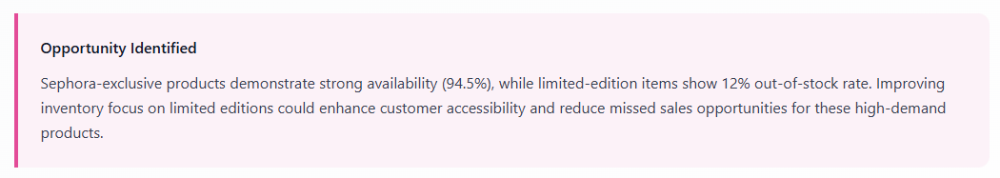 Opportunity Identified
Sephora-exclusive products demonstrate strong availability (94.5%), while limited-edition items show 12% out-of-stock rate. Improving
inventory focus on limited editions could enhance customer accessibility and reduce missed sales opportunities for these high-demand
products.